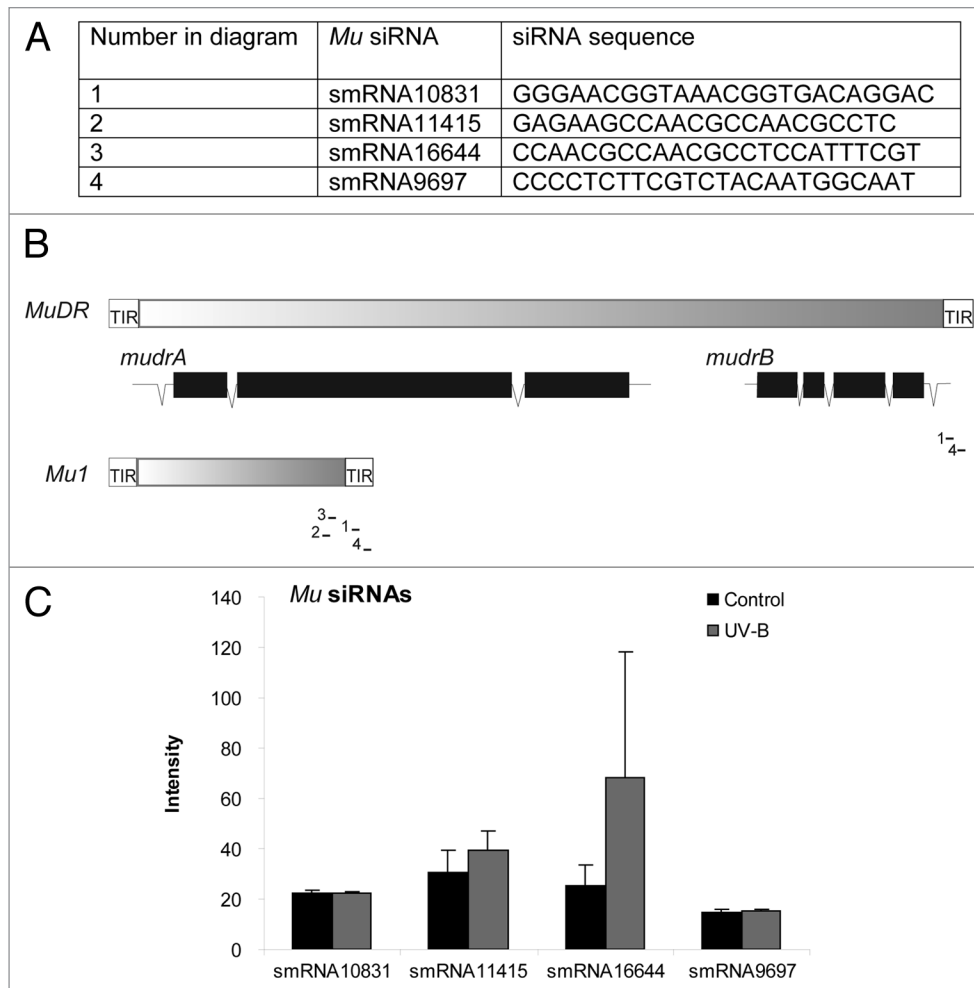 A
Number in diagram Mu siRNA siRNA sequence
1 smRNA10831 GGGAACGGTAAACGGTGACAGGAC
2 smRNA11415 GAGAAGCCAACGCCAACGCCTC
3 smRNA16644 CCAACGCCAACGCCTCCATTTCGT
4 smRNA9697 CCCCTCTTCGTCTACAATGGCAAT
B
MuDR TIR TIR
mudrA mudrB
1
4
Mu1 TIR TIR
3
2 1
4
C
Mu siRNAs
Control
UV-B
Intensity
140
120
100
80
60
40
20
0
smRNA10831 smRNA11415 smRNA16644 smRNA9697